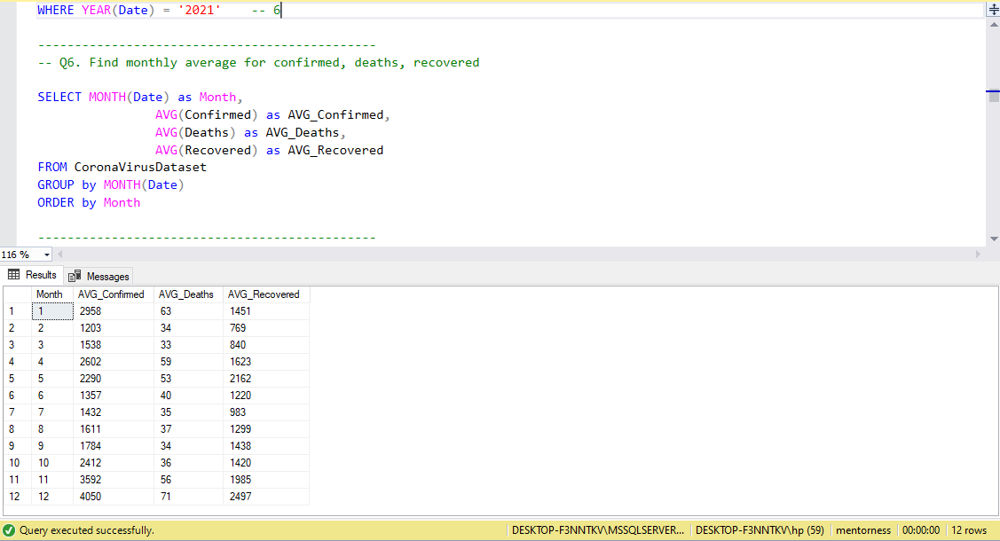 WHERE YEAR(Date) = '2021'    -- 6
----------------------------------------------
-- Q6. Find monthly average for confirmed, deaths, recovered
SELECT MONTH(Date) as Month,
AVG(Confirmed) as AVG_Confirmed,
AVG(Deaths) as AVG_Deaths,
AVG(Recovered) as AVG_Recovered
FROM CoronaVirusDataset
GROUP by MONTH(Date)
ORDER by Month
----------------------------------------------
116 %
Results Messages
Month AVG_Confirmed AVG_Deaths AVG_Recovered
1 1 2958 63 1451
2 2 1203 34 769
3 3 1538 33 840
4 4 2602 59 1623
5 5 2290 53 2162
6 6 1357 40 1220
7 7 1432 35 983
8 8 1611 37 1299
9 9 1784 34 1438
10 10 2412 36 1420
11 11 3592 56 1985
12 12 4050 71 2497
Query executed successfully. DESKTOP-F3NNTKV\MSSQLSERVER... DESKTOP-F3NNTKV\hp (59) mentorness 00:00:00 12 rows